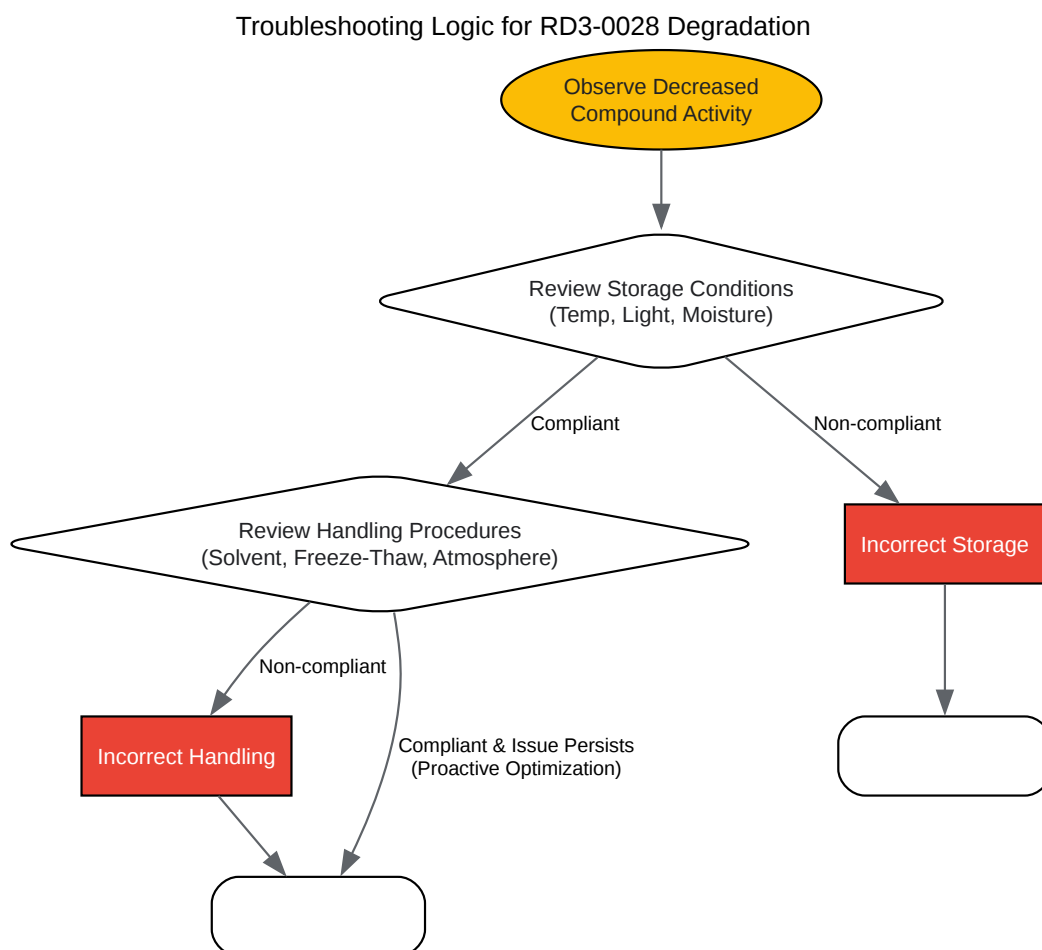 Troubleshooting Logic for RD3-0028 Degradation
Observe Decreased
Compound Activity
Review Storage Conditions
(Temp, Light, Moisture)
Compliant
Non-compliant
Review Handling Procedures
(Solvent, Freeze-Thaw, Atmosphere)
Incorrect Storage
Non-compliant
Incorrect Handling
Compliant & Issue Persists
(Proactive Optimization)